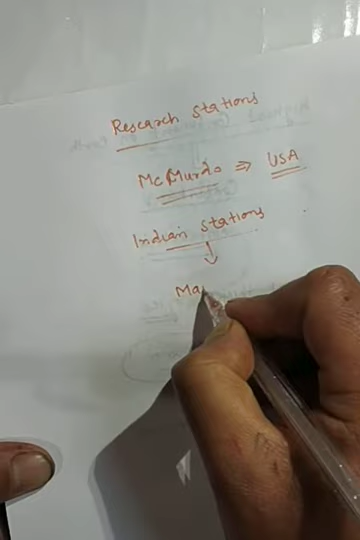 Research stations
McMurdo ⇒ USA
Indian stations
↓
Ma